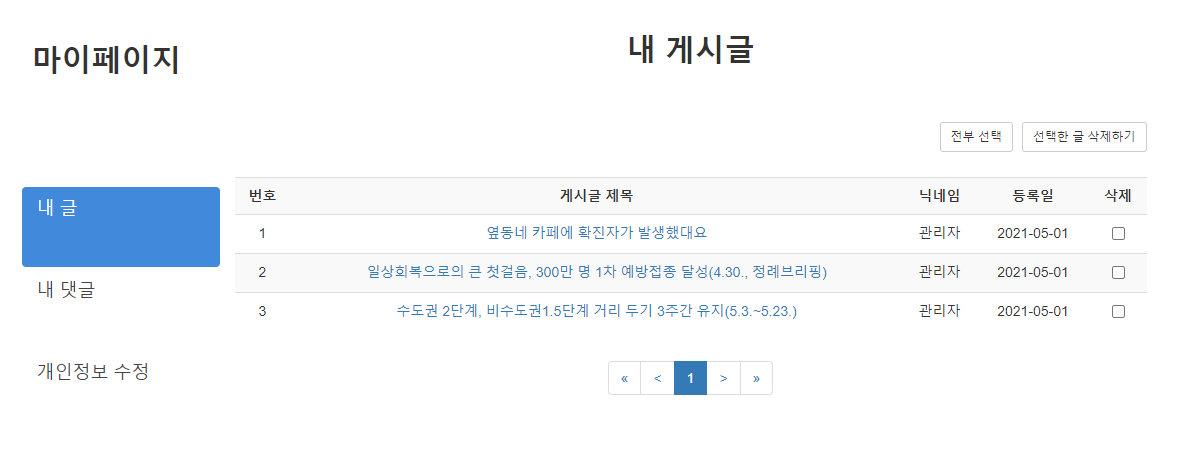 마이페이지
내 게시글
전부 선택 선택한 글 삭제하기
내 글
내 댓글
개인정보 수정
번호 게시글 제목 닉네임 등록일 삭제
1 옆동네 카페에 확진자가 발생했대요 관리자 2021-05-01
2 일상회복으로의 큰 첫걸음, 300만 명 1차 예방접종 달성(4.30., 정례브리핑) 관리자 2021-05-01
3 수도권 2단계, 비수도권1.5단계 거리 두기 3주간 유지(5.3.~5.23.) 관리자 2021-05-01
« < 1 > »